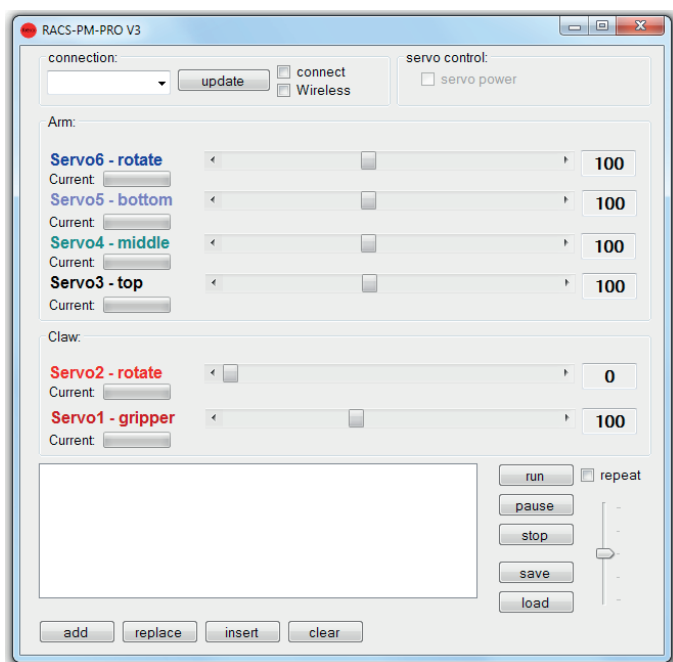 RACS-PM-PRO V3
connection:
update
connect
Wireless
servo control:
servo power
Arm:
Servo6 - rotate
100
Current:
Servo5 - bottom
100
Current:
Servo4 - middle
100
Current:
Servo3 - top
100
Current:
Claw:
Servo2 - rotate
0
Current:
Servo1 - gripper
100
Current:
run
repeat
pause
stop
save
load
add
replace
insert
clear